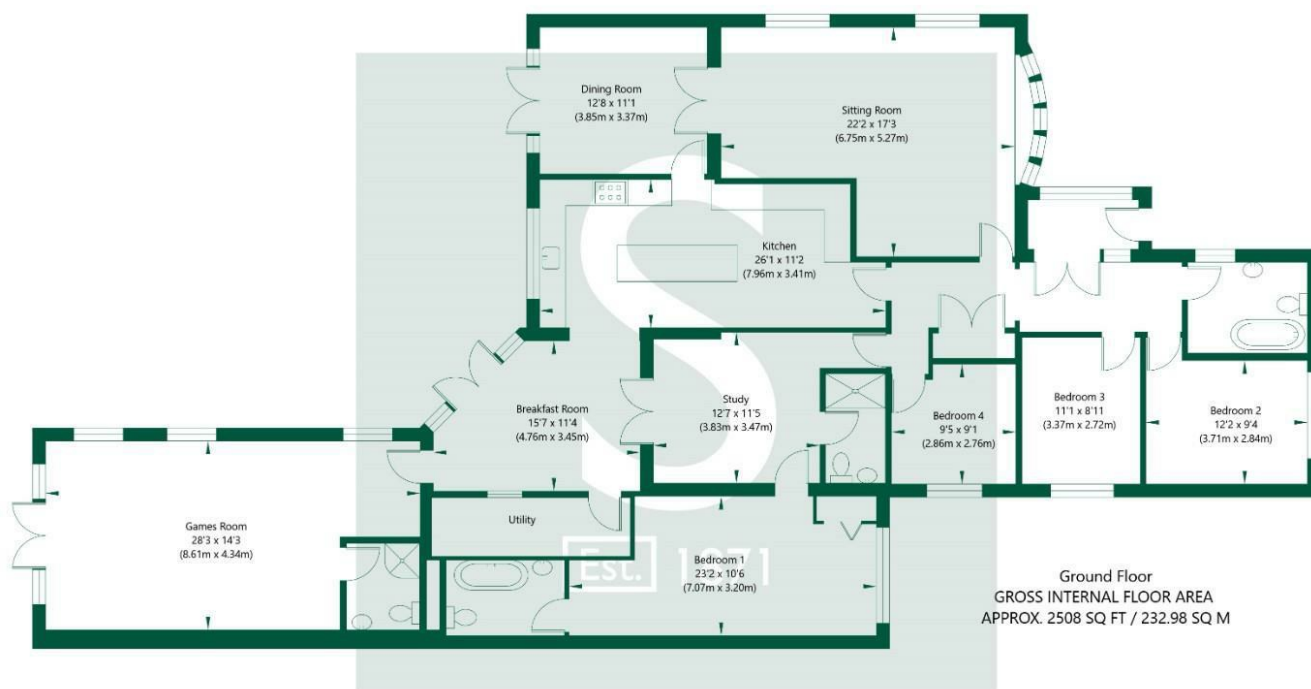 Dining Room
12'8 x 11'1
(3.85m x 3.37m)
Sitting Room
22'2 x 17'3
(6.75m x 5.27m)
Kitchen
26'1 x 11'2
(7.96m x 3.41m)
Breakfast Room
15'7 x 11'4
(4.76m x 3.45m)
Study
12'7 x 11'5
(3.83m x 3.47m)
Bedroom 4
9'5 x 9'1
(2.86m x 2.76m)
Bedroom 3
11'1 x 8'11
(3.37m x 2.72m)
Bedroom 2
12'2 x 9'4
(3.71m x 2.84m)
Games Room
28'3 x 14'3
(8.61m x 4.34m)
Utility
Bedroom 1
23'2 x 10'6
(7.07m x 3.20m)
S
Est. 1971
Ground Floor
GROSS INTERNAL FLOOR AREA
APPROX. 2508 SQ FT / 232.98 SQ M